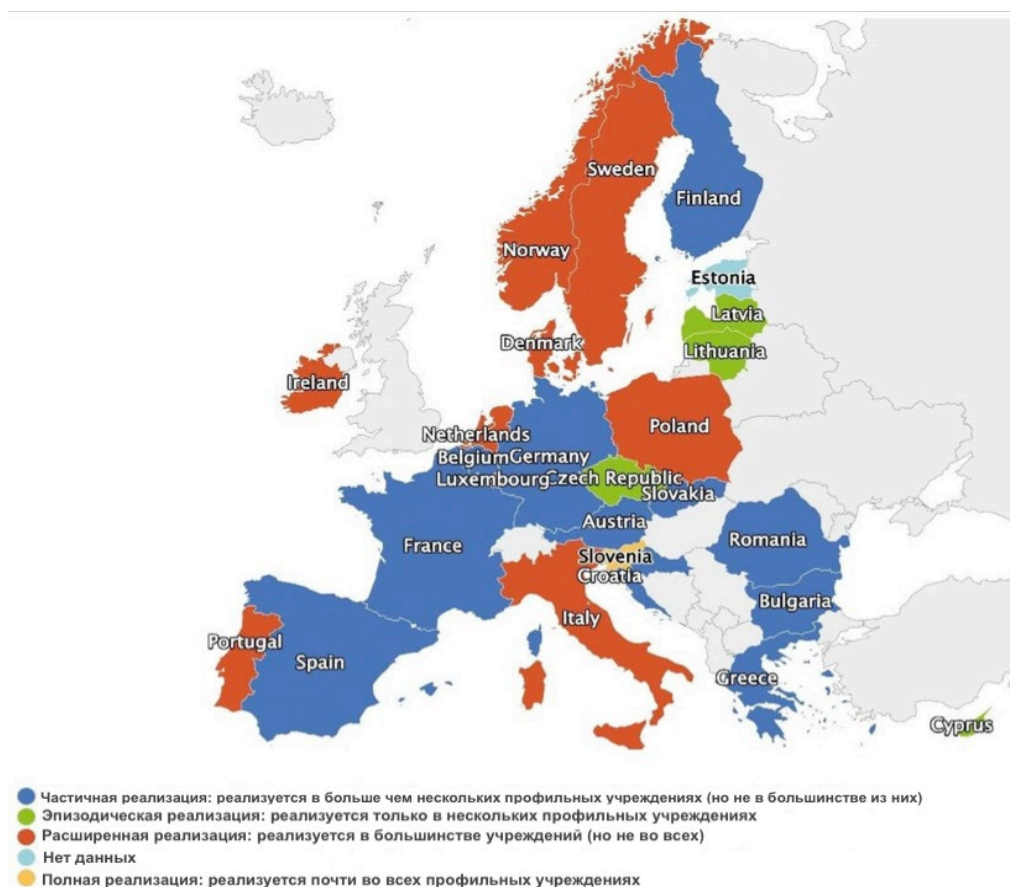 Sweden
Finland
Norway
Estonia
Latvia
Denmark
Lithuania
Ireland
Poland
Netherlands
Belgium Germany
Luxembourg Czech Republic
Slovakia
Austria
France
Romania
Slovenia
Croatia
Bulgaria
Italy
Portugal
Spain
Greece
Cyprus
Частичная реализация: реализуется в больше чем нескольких профильных учреждениях (но не в большинстве из них)
Эпизодическая реализация: реализуется только в нескольких профильных учреждениях
Расширенная реализация: реализуется в большинстве учреждений (но не во всех)
Нет данных
Полная реализация: реализуется почти во всех профильных учреждениях